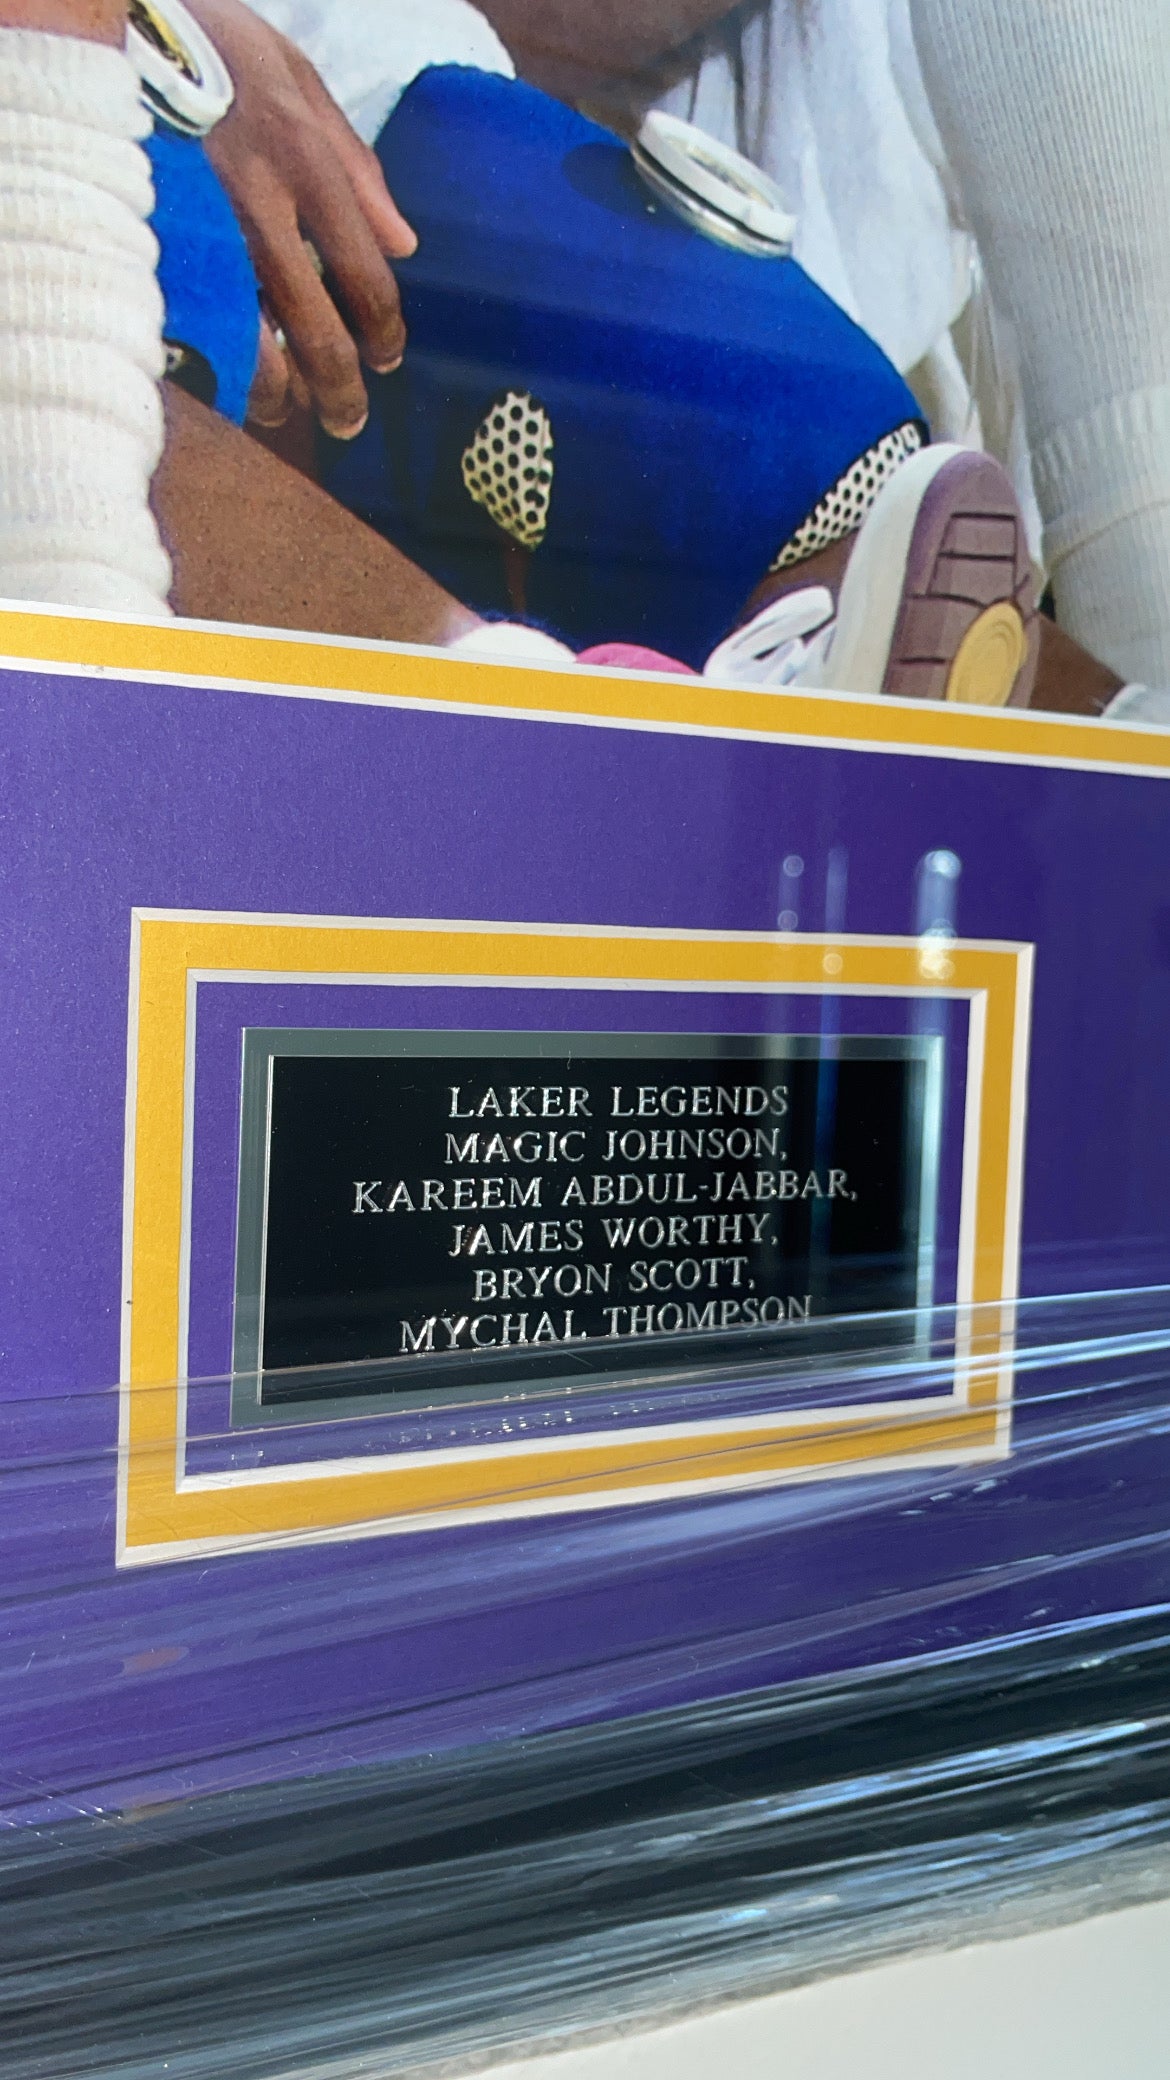 LAKER LEGENDS
MAGIC JOHNSON,
KAREEM ABDUL-JABBAR,
JAMES WORTHY,
BRYON SCOTT,
MYCHAL THOMPSON